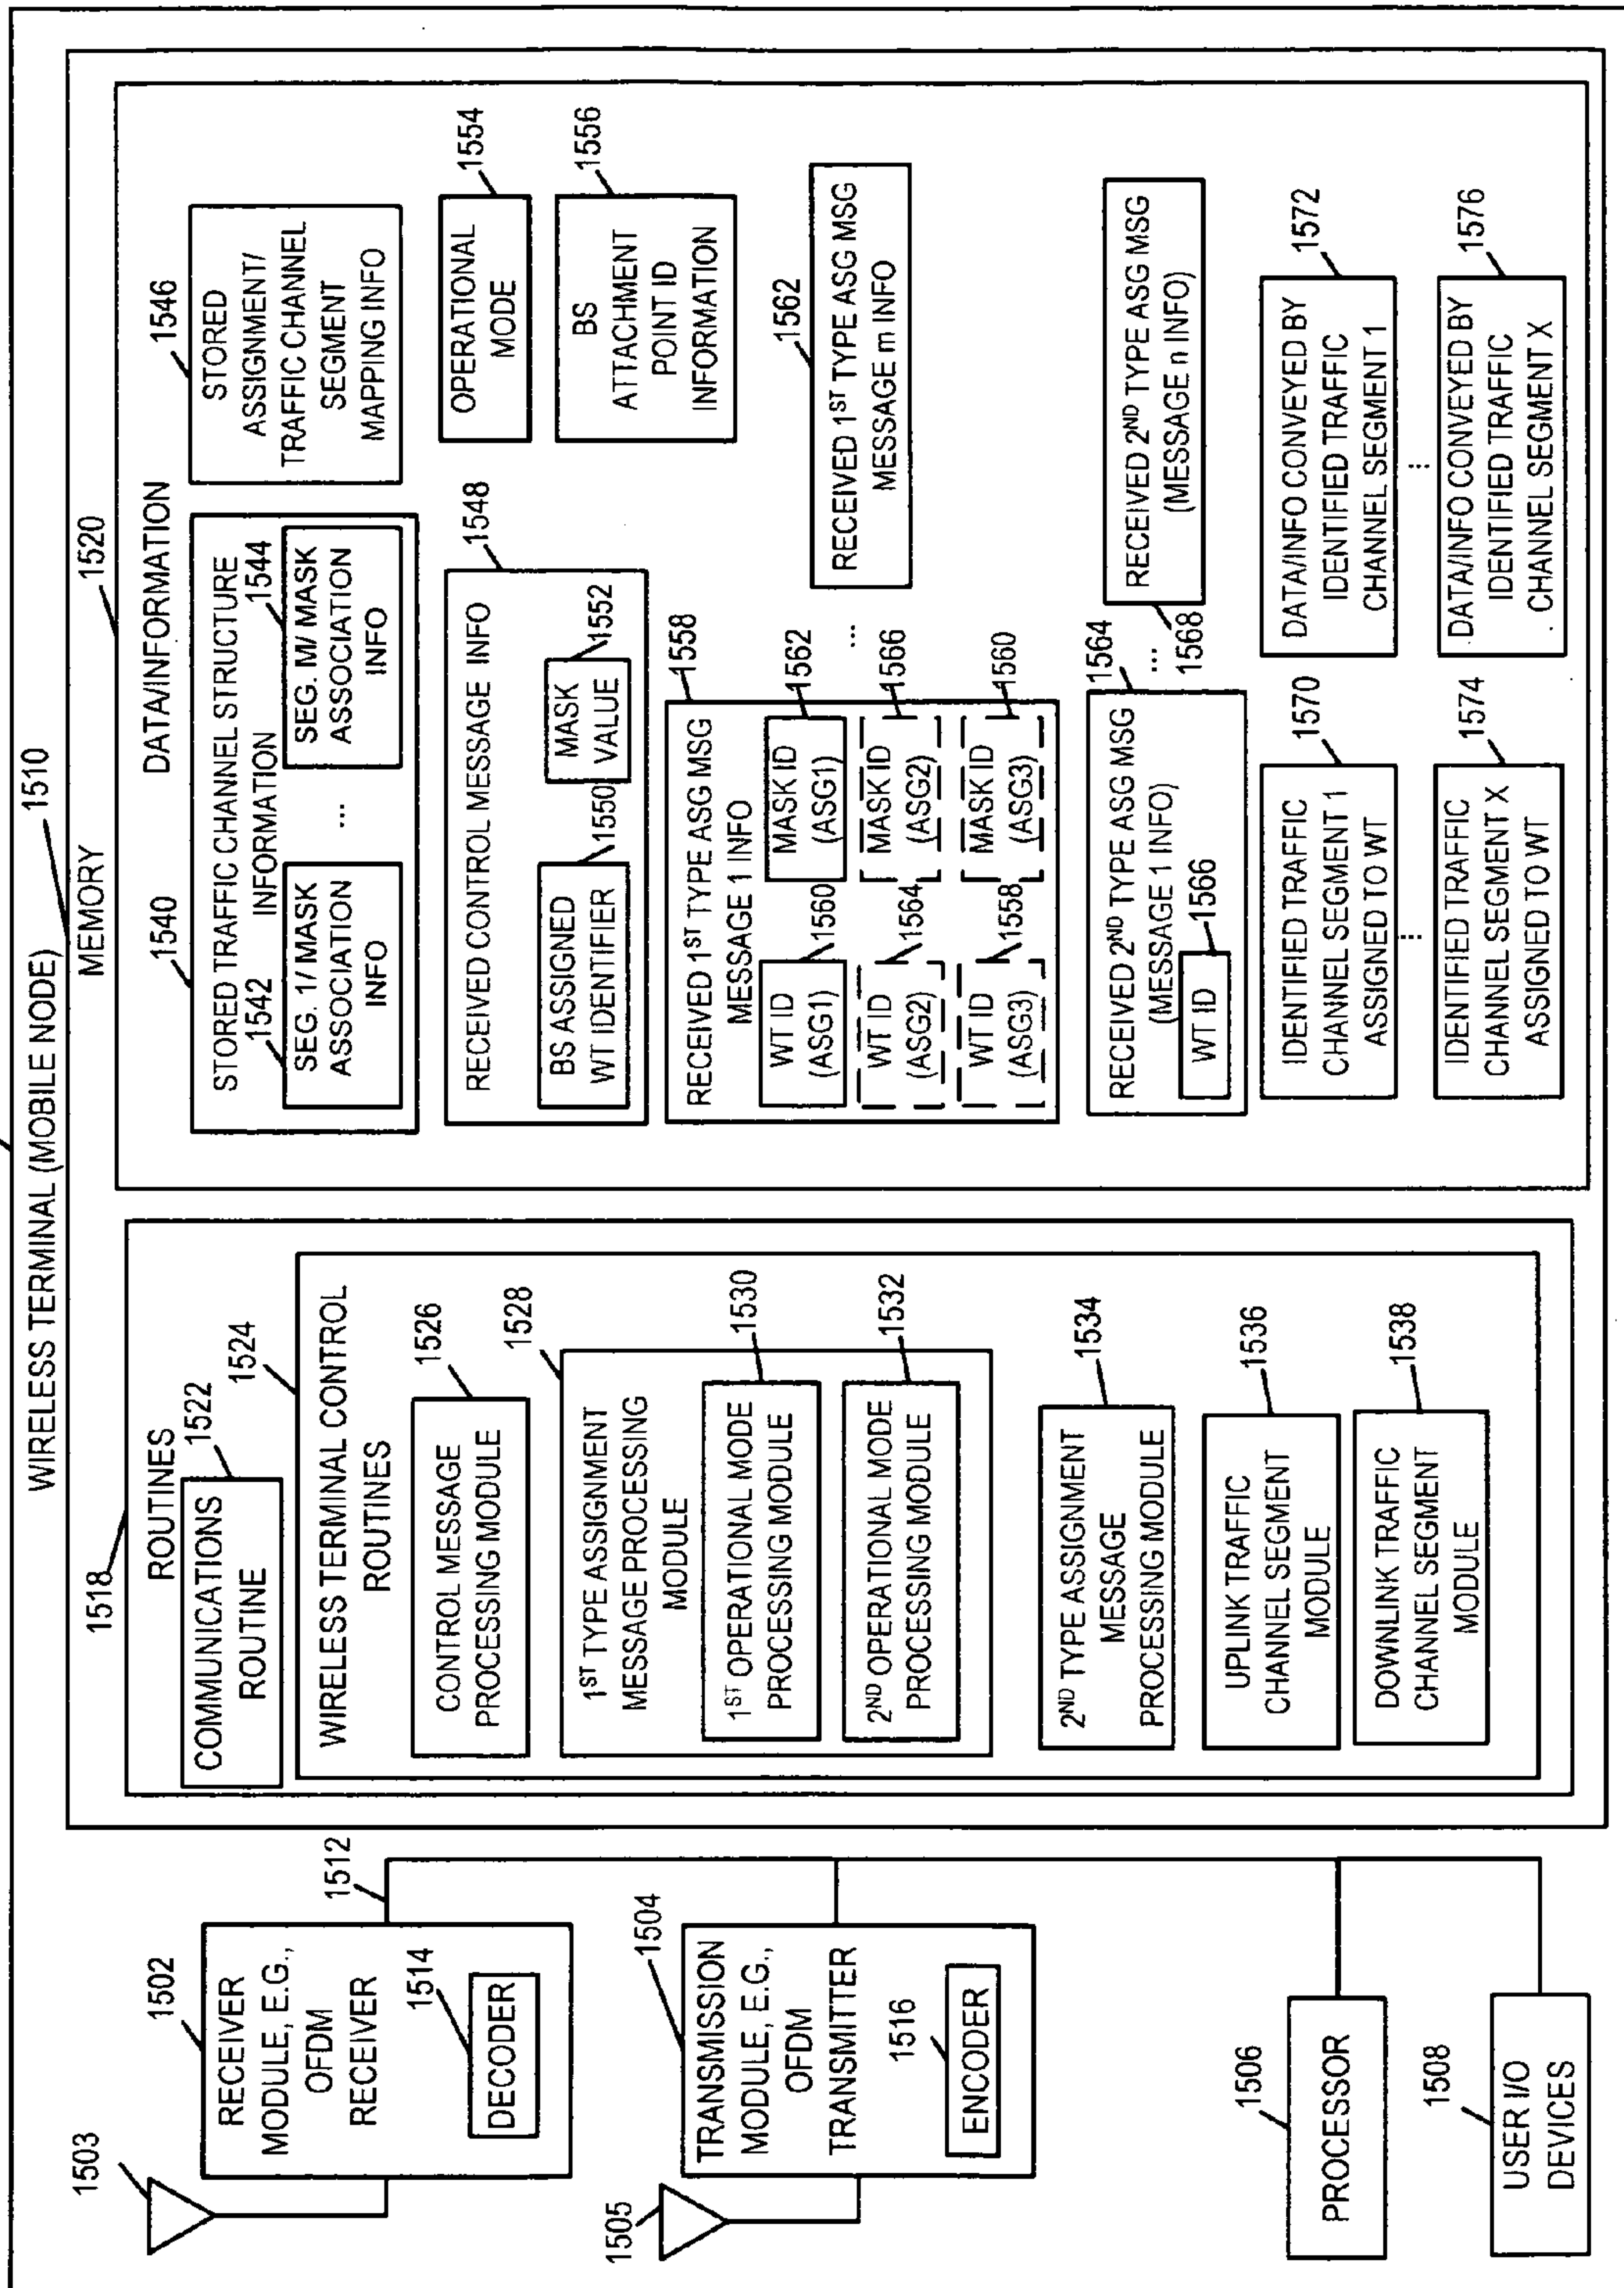 WIRELESS TERMINAL (MOBILE NODE)
1503
1502
RECEIVER
MODULE, E.G.,
OFDM
RECEIVER
1514
DECODER
1512
1505
1504
TRANSMISSION
MODULE, E.G.,
OFDM
TRANSMITTER
1516
ENCODER
1506
PROCESSOR
1508
USER I/O
DEVICES
1510
MEMORY
1518
ROUTINES
1522
COMMUNICATIONS
ROUTINE
1524
WIRELESS TERMINAL CONTROL
ROUTINES
1526
CONTROL MESSAGE
PROCESSING MODULE
1528
1ST TYPE ASSIGNMENT
MESSAGE PROCESSING
MODULE
1530
1ST OPERATIONAL MODE
PROCESSING MODULE
1532
2ND OPERATIONAL MODE
PROCESSING MODULE
1534
2ND TYPE ASSIGNMENT
MESSAGE
PROCESSING MODULE
1536
UPLINK TRAFFIC
CHANNEL SEGMENT
MODULE
1538
DOWNLINK TRAFFIC
CHANNEL SEGMENT
MODULE
1520
DATA/INFORMATION
1540
STORED TRAFFIC CHANNEL STRUCTURE
INFORMATION
1542
SEG. 1/ MASK
ASSOCIATION
INFO
...
1544
SEG. M/ MASK
ASSOCIATION
INFO
1546
STORED
ASSIGNMENT/
TRAFFIC CHANNEL
SEGMENT
MAPPING INFO
1548
RECEIVED CONTROL MESSAGE INFO
BS ASSIGNED
WT IDENTIFIER
1550
MASK
VALUE
1552
OPERATIONAL
MODE
1554
BS
ATTACHMENT
POINT ID
INFORMATION
1556
1558
RECEIVED 1ST TYPE ASG MSG
MESSAGE 1 INFO
WT ID
(ASG1)
1560
MASK ID
(ASG1)
1562
WT ID
(ASG2)
1564
MASK ID
(ASG2)
1566
WT ID
(ASG3)
1558
MASK ID
(ASG3)
1560
...
1562
RECEIVED 1ST TYPE ASG MSG
MESSAGE m INFO
1564
RECEIVED 2ND TYPE ASG MSG
(MESSAGE 1 INFO)
WT ID
1566
...
1568
RECEIVED 2ND TYPE ASG MSG
(MESSAGE n INFO)
1570
IDENTIFIED TRAFFIC
CHANNEL SEGMENT 1
ASSIGNED TO WT
1572
DATA/INFO CONVEYED BY
IDENTIFIED TRAFFIC
CHANNEL SEGMENT 1
...
...
1574
IDENTIFIED TRAFFIC
CHANNEL SEGMENT X
ASSIGNED TO WT
1576
DATA/INFO CONVEYED BY
IDENTIFIED TRAFFIC
CHANNEL SEGMENT X